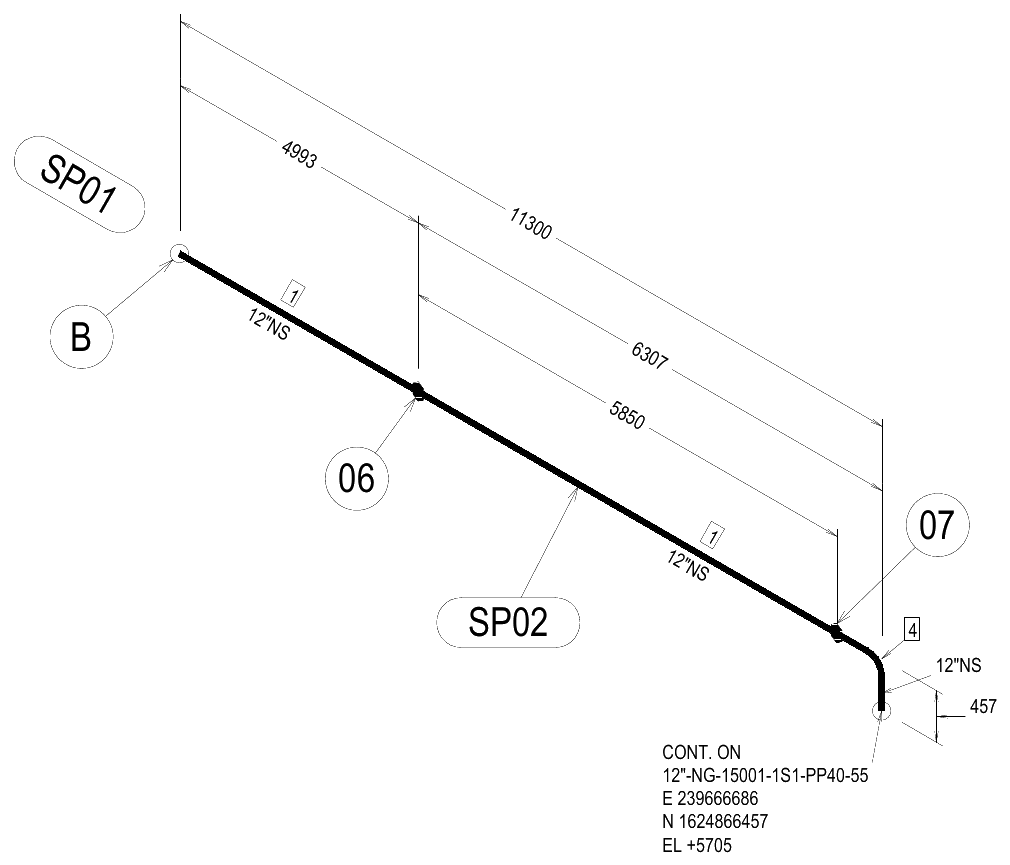 SP01
4993
11300
B
1
12"NS
6307
5850
06
07
1
12"NS
SP02
4
12"NS
457
CONT. ON
12"-NG-15001-1S1-PP40-55
E 239666686
N 1624866457
EL +5705